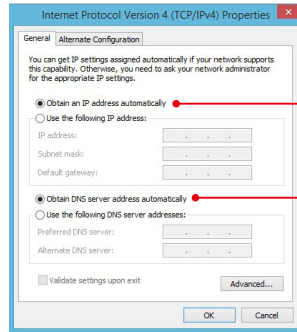 Internet Protocol Version 4 (TCP/IPv4) Properties
General
Alternate Configuration
You can get IP settings assigned automatically if your network supports
this capability. Otherwise, you need to ask your network administrator
for the appropriate IP settings.
Obtain an IP address automatically
Use the following IP address:
IP address:
Subnet mask:
Default gateway:
Obtain DNS server address automatically
Use the following DNS server addresses:
Preferred DNS server:
Alternate DNS server:
Validate settings upon exit
Advanced...
OK
Cancel